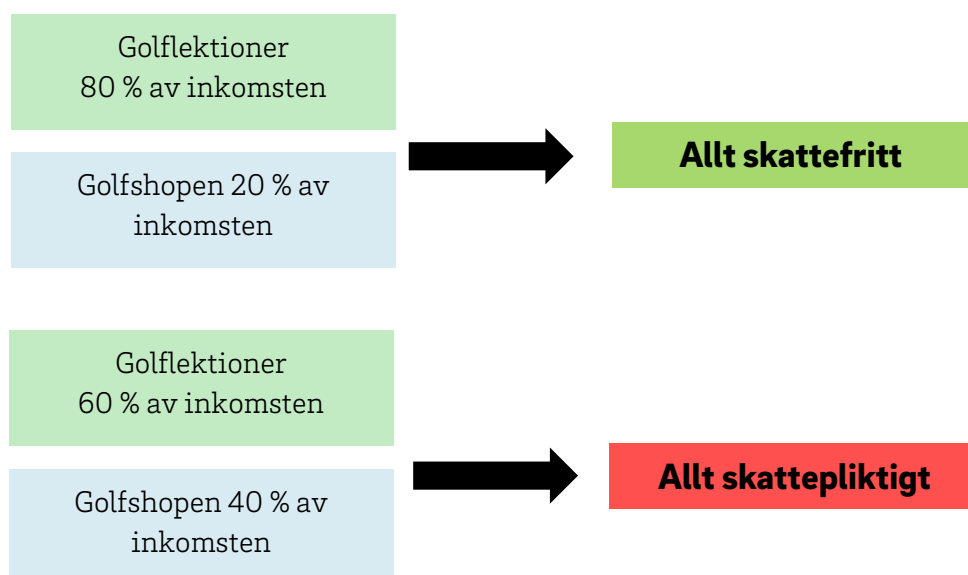 Golflektioner
80 % av inkomsten
Allt skattefritt
Golfshopen 20 % av
inkomsten
Golflektioner
60 % av inkomsten
Allt skattepliktigt
Golfshopen 40 % av
inkomsten